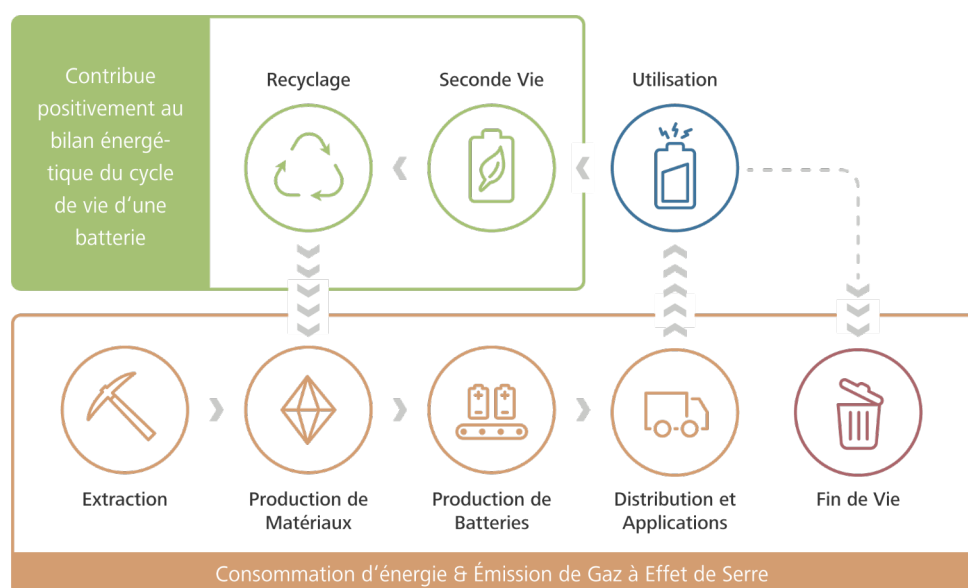 Contribue
positivement au
bilan énergé-
tique du cycle
de vie d'une
batterie
Recyclage
Seconde Vie
Utilisation
Extraction
Production de
Matériaux
Production de
Batteries
Distribution et
Applications
Fin de Vie
Consommation d'énergie & Émission de Gaz à Effet de Serre